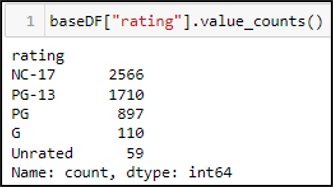 1 baseDF["rating"].value_counts()
rating
NC-17 2566
PG-13 1710
PG 897
G 110
Unrated 59
Name: count, dtype: int64